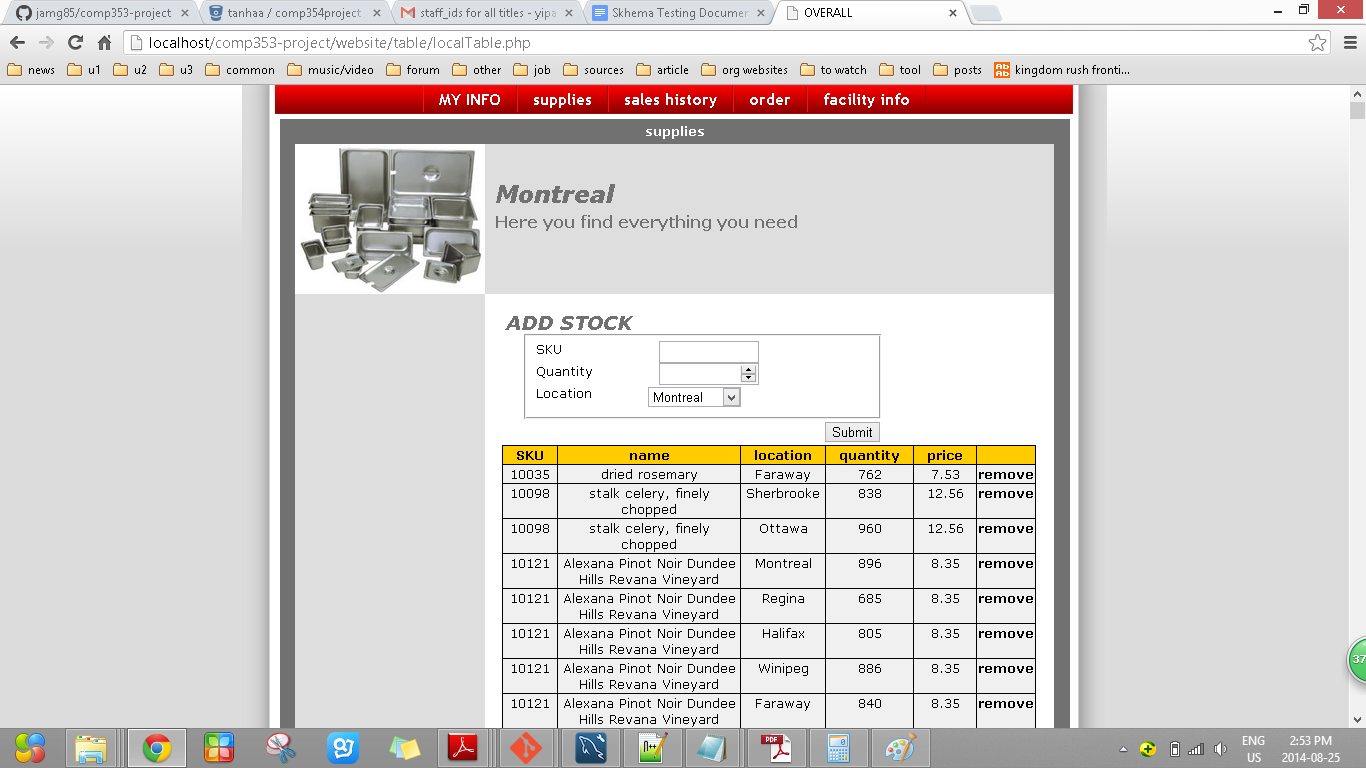 jamg85/comp353-project
tanhaa / comp354project
staff_ids for all titles - yipa
Skhema Testing Documen
OVERALL
localhost/comp353-project/website/table/localTable.php
news u1 u2 u3 common music/video forum other job sources article org websites to watch tool posts kingdom rush fronti...
MY INFO supplies sales history order facility info
supplies
Montreal
Here you find everything you need
ADD STOCK
SKU
Quantity
Location Montreal
Submit
SKU name location quantity price
10035 dried rosemary Faraway 762 7.53 remove
10098 stalk celery, finely chopped Sherbrooke 838 12.56 remove
10098 stalk celery, finely chopped Ottawa 960 12.56 remove
10121 Alexana Pinot Noir Dundee Hills Revana Vineyard Montreal 896 8.35 remove
10121 Alexana Pinot Noir Dundee Hills Revana Vineyard Regina 685 8.35 remove
10121 Alexana Pinot Noir Dundee Hills Revana Vineyard Halifax 805 8.35 remove
10121 Alexana Pinot Noir Dundee Hills Revana Vineyard Winipeg 886 8.35 remove
10121 Alexana Pinot Noir Dundee Hills Revana Vineyard Faraway 840 8.35 remove
37
ENG 2:53 PM
US 2014-08-25